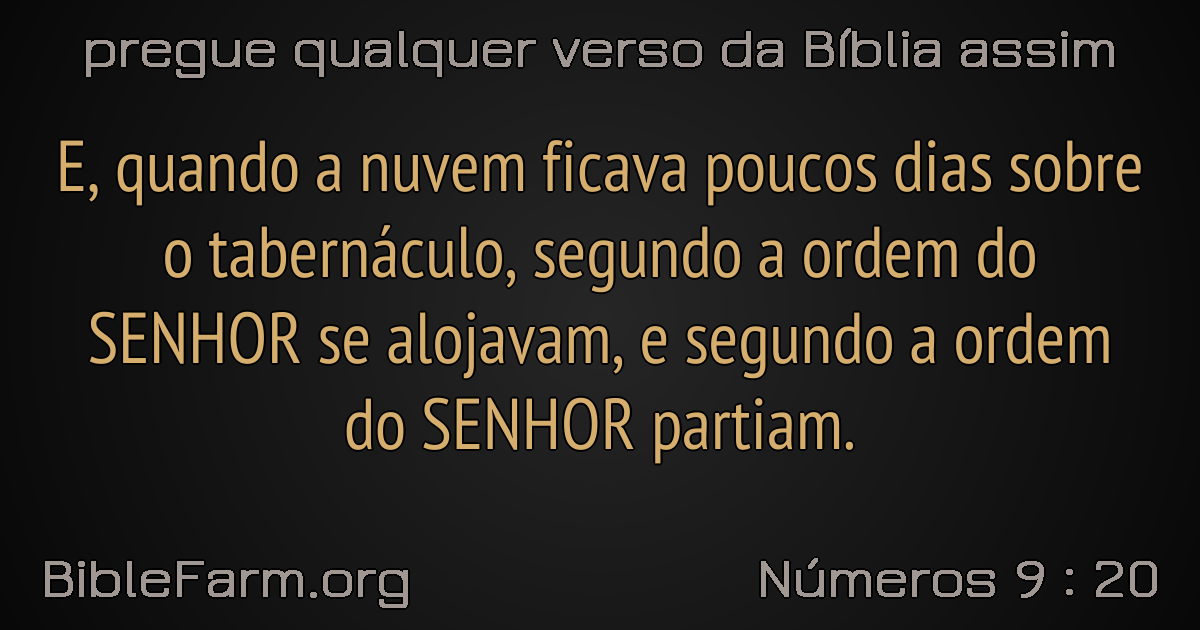 pregue qualquer verso da Bíblia assim
E, quando a nuvem ficava poucos dias sobre
o tabernáculo, segundo a ordem do
SENHOR se alojavam, e segundo a ordem
do SENHOR partiam.
BibleFarm.org
Números 9 : 20